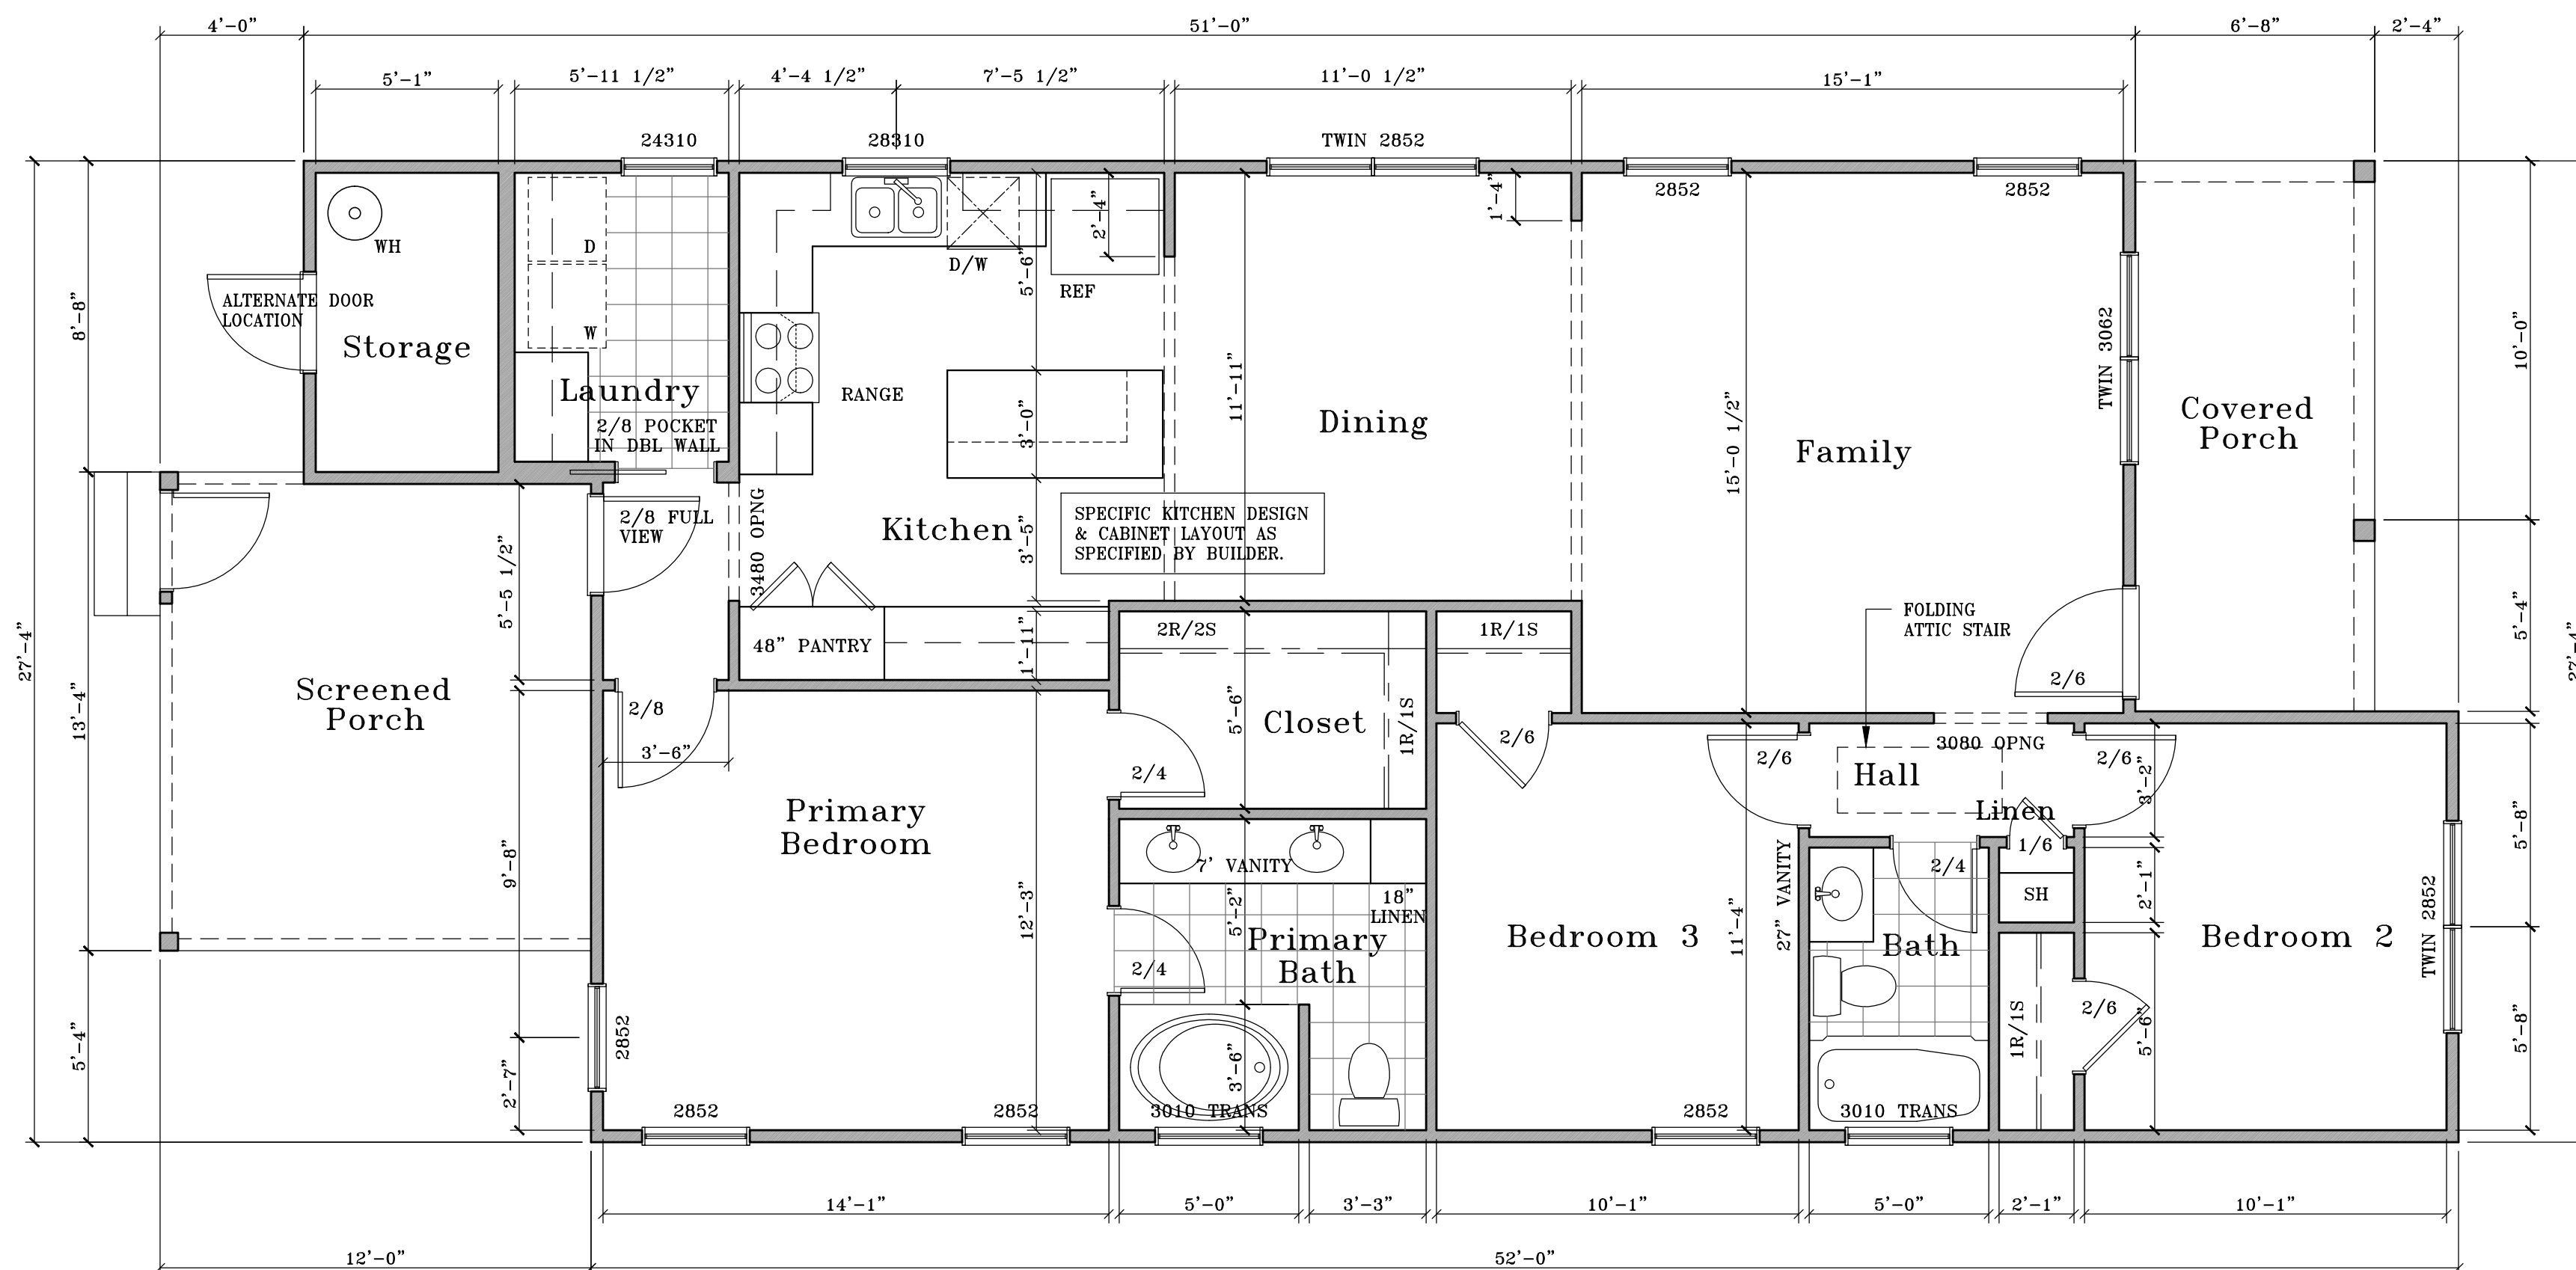 4'-0"
51'-0"
6'-8"
2'-4"
5'-1"
5'-11 1/2"
4'-4 1/2"
7'-5 1/2"
11'-0 1/2"
15'-1"
24310
28310
TWIN 2852
2852
2852
WH
D
W
ALTERNATE DOOR
LOCATION
Storage
Laundry
2/8 POCKET
IN DBL WALL
D/W
REF
2'-4"
1'-4"
5'-6"
RANGE
3'-0"
11'-11"
Dining
15'-0 1/2"
Family
TWIN 3062
Covered
Porch
10'-0"
8'-8"
27'-4"
13'-4"
5'-4"
2/8 FULL
VIEW
3480 OPNG
Kitchen
3'-5"
SPECIFIC KITCHEN DESIGN
& CABINET LAYOUT AS
SPECIFIED BY BUILDER.
5'-5 1/2"
48" PANTRY
1'-11"
2R/2S
1R/1S
FOLDING
ATTIC STAIR
2/6
5'-4"
27'-4"
Screened
Porch
2/8
3'-6"
Closet
5'-6"
1R/1S
2/4
2/6
2/6
3080 OPNG
2/6
Hall
Linen
3'-2"
1/6
SH
2'-1"
5'-8"
Primary
Bedroom
9'-8"
12'-3"
7' VANITY
18"
LINEN
5'-2"
Primary
Bath
2/4
Bedroom 3
11'-4"
27" VANITY
2/4
Bath
Bedroom 2
TWIN 2852
5'-8"
2852
2'-7"
3'-6"
1R/1S
2/6
5'-6"
2852
2852
3010 TRANS
2852
3010 TRANS
14'-1"
5'-0"
3'-3"
10'-1"
5'-0"
2'-1"
10'-1"
12'-0"
52'-0"